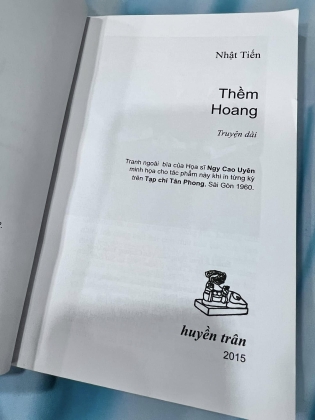 Nhật Tiến
Thềm
Hoang
Truyện dài
Tranh ngoài bìa của Họa sĩ Ngy Cao Uyên
minh họa cho tác phẩm này khi in từng kỳ
trên Tạp chí Tân Phong, Sài Gòn 1960.
huyền trân
2015